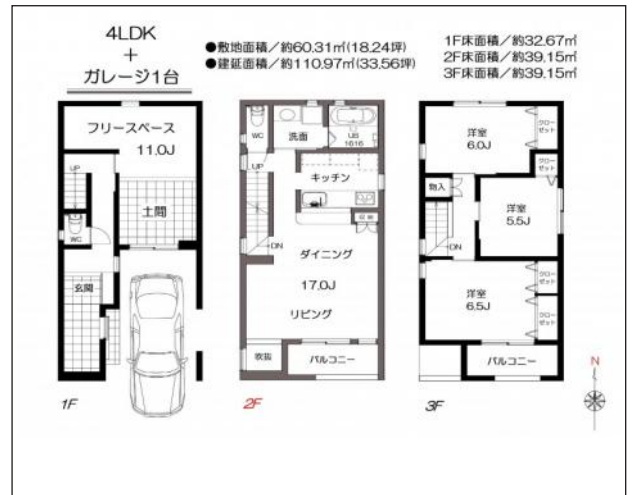 4LDK
+
ガレージ1台
●敷地面積/約60.31㎡(18.24坪)
●建延面積/約110.97㎡(33.56坪)
1F床面積/約32.67㎡
2F床面積/約39.15㎡
3F床面積/約39.15㎡
フリースペース
11.0J
UP
土間
WC
玄関
1F
WC
洗面
UB
1616
UP
キッチン
収納
DN
ダイニング
17.0J
リビング
吹抜
バルコニー
2F
洋室
6.0J
クローゼット
クローゼット
物入
洋室
5.5J
DN
洋室
6.5J
クローゼット
クローゼット
バルコニー
3F
N